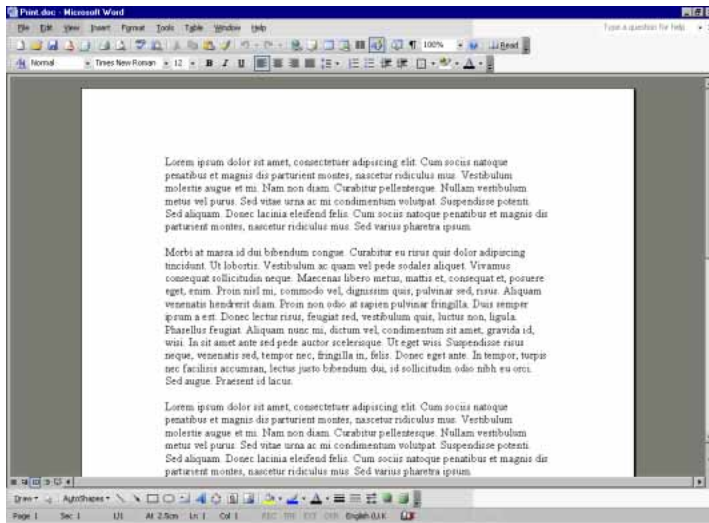 Print.doc - Microsoft Word
File Edit View Insert Format Tools Table Window Help
Type a question for help
100%
Read
Normal Times New Roman 12 B I U
Lorem ipsum dolor sit amet, consectetuer adipiscing elit. Cum sociis natoque
penatibus et magnis dis parturient montes, nascetur ridiculus mus. Vestibulum
molestie augue et mi. Nam non diam. Curabitur pellentesque. Nullam vestibulum
metus vel purus. Sed vitae urna ac mi condimentum volutpat. Suspendisse potenti.
Sed aliquam. Donec lacinia eleifend felis. Cum sociis natoque penatibus et magnis dis
parturient montes, nascetur ridiculus mus. Sed varius pharetra ipsum.
Morbi at massa id dui bibendum congue. Curabitur eu risus quis dolor adipiscing
tincidunt. Ut lobortis. Vestibulum ac quam vel pede sodales aliquet. Vivamus
consequat sollicitudin neque. Maecenas libero metus, mattis et, consequat et, posuere
eget, enim. Proin nisl mi, commodo vel, dignissim quis, pulvinar sed, risus. Aliquam
venenatis hendrerit diam. Proin non odio at sapien pulvinar fringilla. Duis semper
ipsum a est. Donec lectus risus, feugiat sed, vestibulum quis, luctus non, ligula.
Phasellus feugiat. Aliquam nunc mi, dictum vel, condimentum sit amet, gravida id,
wisi. In sit amet ante sed pede auctor scelerisque. Ut eget wisi. Suspendisse risus
neque, venenatis sed, tempor nec, fringilla in, felis. Donec eget ante. In tempor, turpis
nec facilisis accumsan, lectus justo bibendum dui, id sollicitudin odio nibh eu orci.
Sed augue. Praesent id lacus.
Lorem ipsum dolor sit amet, consectetuer adipiscing elit. Cum sociis natoque
penatibus et magnis dis parturient montes, nascetur ridiculus mus. Vestibulum
molestie augue et mi. Nam non diam. Curabitur pellentesque. Nullam vestibulum
metus vel purus. Sed vitae urna ac mi condimentum volutpat. Suspendisse potenti.
Sed aliquam. Donec lacinia eleifend felis. Cum sociis natoque penatibus et magnis dis
parturient montes, nascetur ridiculus mus. Sed varius pharetra ipsum.
Draw AutoShapes
Page 1 Sec 1 1/1 At 2.5cm Ln 1 Col 1 REC TRK EXT OVR English (U.K